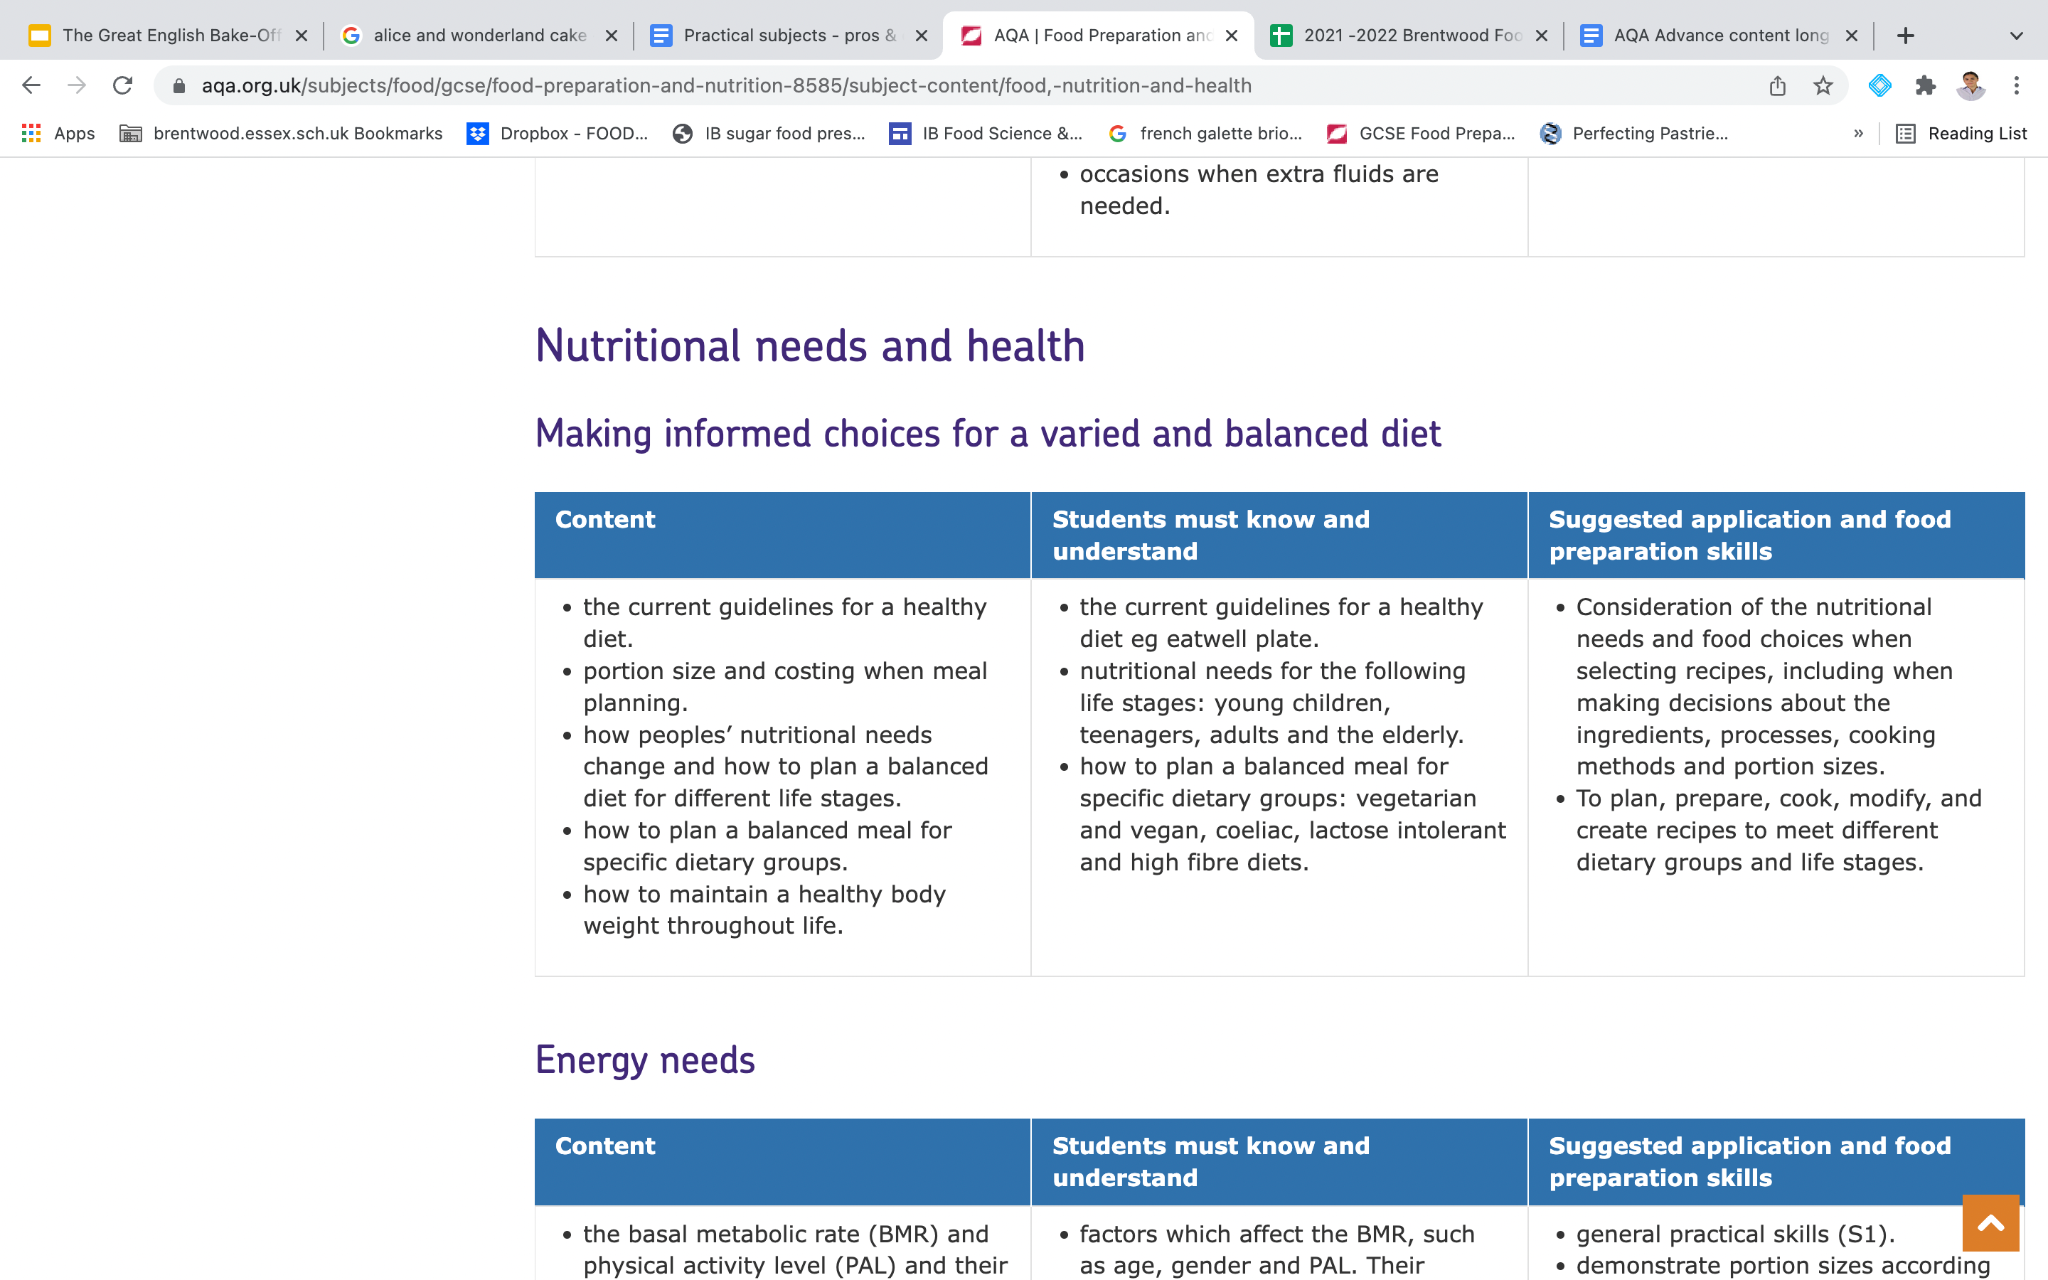 The Great English Bake-Off
alice and wonderland cake
Practical subjects - pros &
AQA | Food Preparation and
2021 -2022 Brentwood Foo
AQA Advance content long
aqa.org.uk/subjects/food/gcse/food-preparation-and-nutrition-8585/subject-content/food,-nutrition-and-health
Apps
brentwood.essex.sch.uk Bookmarks
Dropbox - FOOD...
IB sugar food pres...
IB Food Science &...
french galette brio...
GCSE Food Prepa...
Perfecting Pastrie...
»
Reading List
• occasions when extra fluids are
needed.
Nutritional needs and health
Making informed choices for a varied and balanced diet
Content
Students must know and
understand
Suggested application and food
preparation skills
• the current guidelines for a healthy
diet.
• portion size and costing when meal
planning.
• how peoples’ nutritional needs
change and how to plan a balanced
diet for different life stages.
• how to plan a balanced meal for
specific dietary groups.
• how to maintain a healthy body
weight throughout life.
• the current guidelines for a healthy
diet eg eatwell plate.
• nutritional needs for the following
life stages: young children,
teenagers, adults and the elderly.
• how to plan a balanced meal for
specific dietary groups: vegetarian
and vegan, coeliac, lactose intolerant
and high fibre diets.
• Consideration of the nutritional
needs and food choices when
selecting recipes, including when
making decisions about the
ingredients, processes, cooking
methods and portion sizes.
• To plan, prepare, cook, modify, and
create recipes to meet different
dietary groups and life stages.
Energy needs
Content
Students must know and
understand
Suggested application and food
preparation skills
• the basal metabolic rate (BMR) and
physical activity level (PAL) and their
• factors which affect the BMR, such
as age, gender and PAL. Their
• general practical skills (S1).
• demonstrate portion sizes according